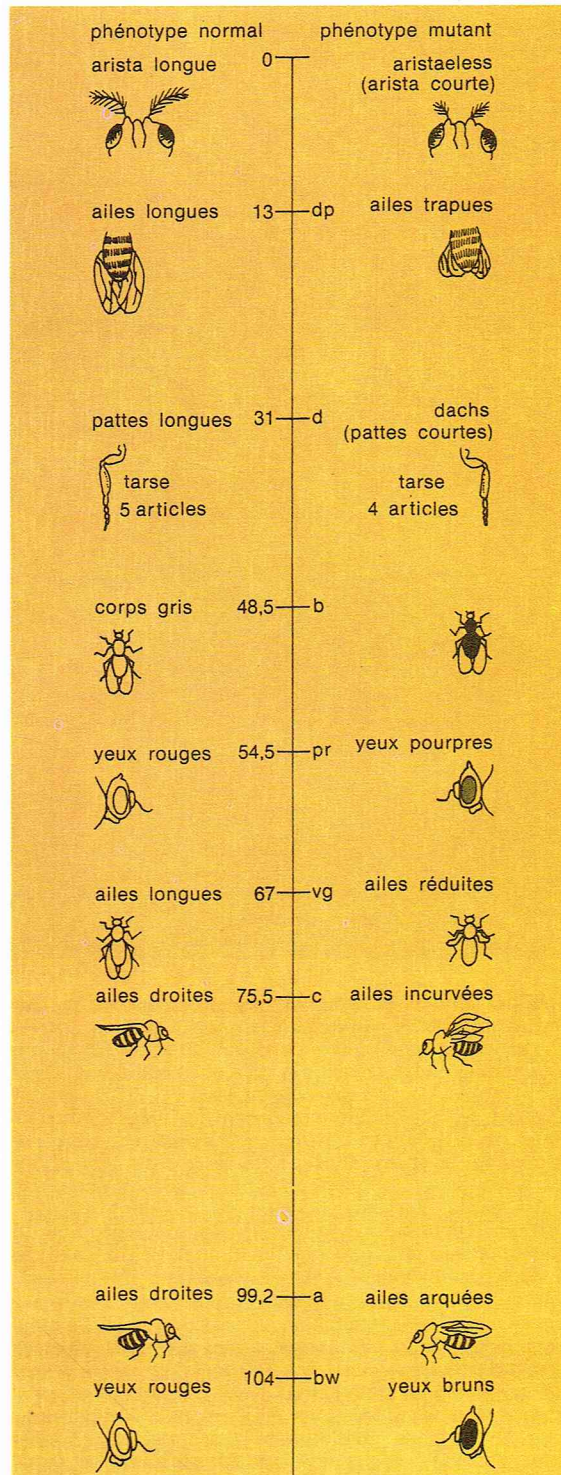 phénotype normal phénotype mutant
arista longue 0 aristaeless
(arista courte)
ailes longues 13 dp ailes trapues
pattes longues 31 d dachs
(pattes courtes)
tarse tarse
5 articles 4 articles
corps gris 48,5 b
yeux rouges 54,5 pr yeux pourpres
ailes longues 67 vg ailes réduites
ailes droites 75,5 c ailes incurvées
ailes droites 99,2 a ailes arquées
yeux rouges 104 bw yeux bruns